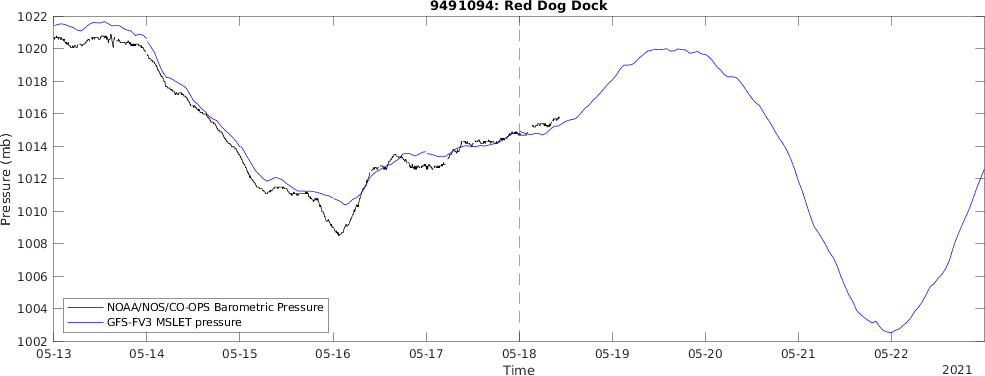 9491094: Red Dog Dock
Pressure (mb)
1022
1020
1018
1016
1014
1012
1010
1008
1006
1004
1002
NOAA/NOS/CO-OPS Barometric Pressure
GFS-FV3 MSLET pressure
05-13 05-14 05-15 05-16 05-17 05-18 05-19 05-20 05-21 05-22
Time
2021